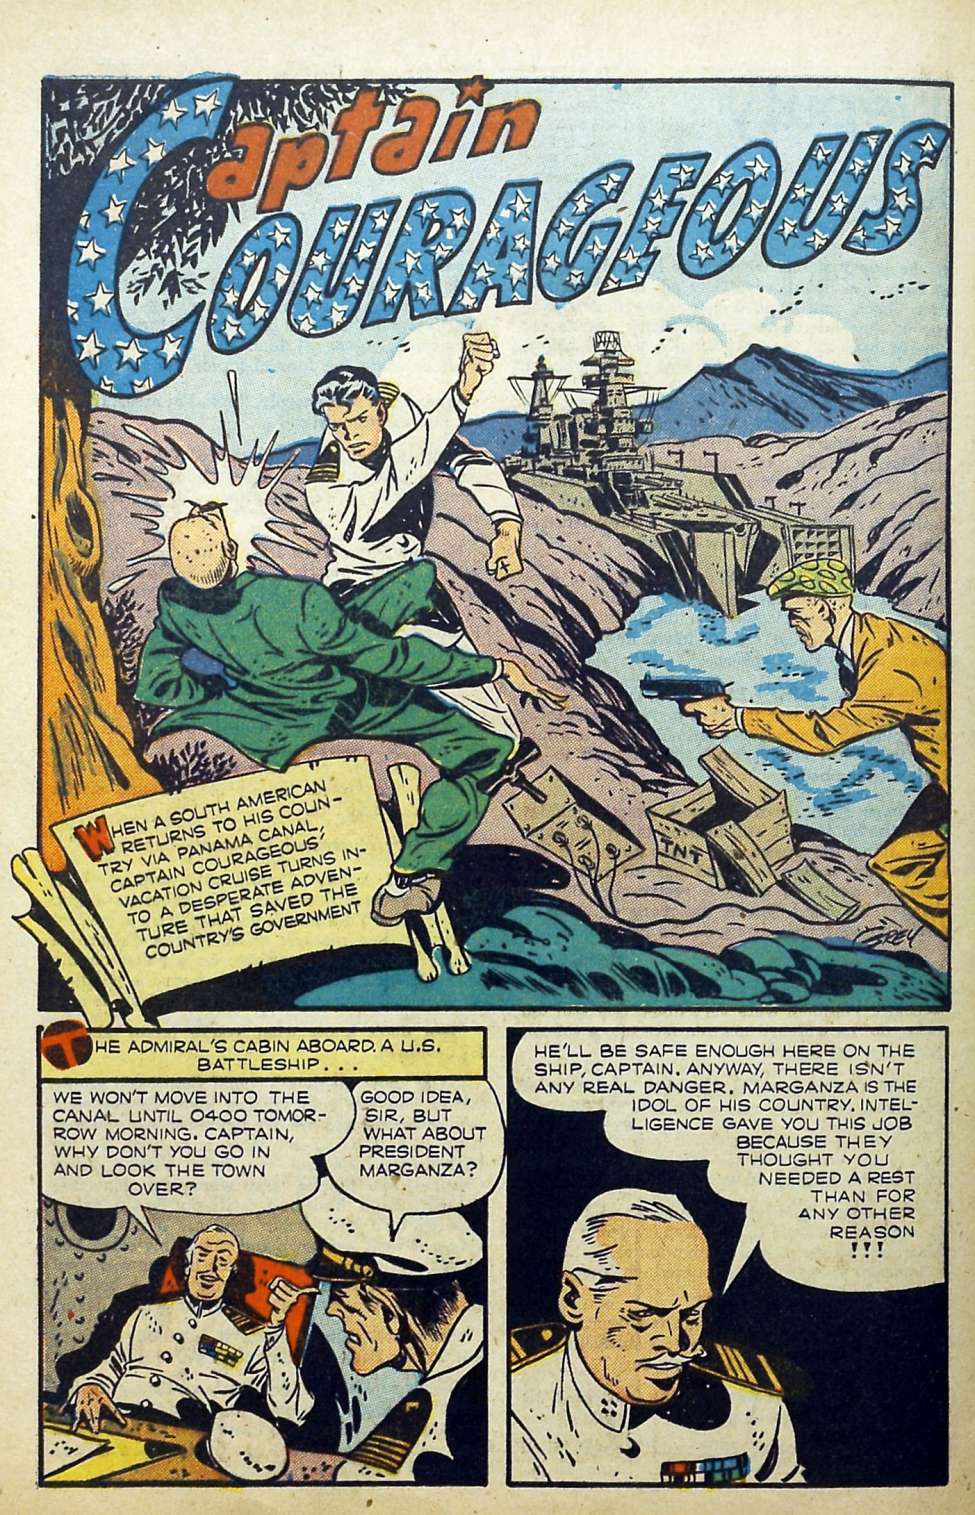 Captain
COURAGEOUS
WHEN A SOUTH AMERICAN
RETURNS TO HIS COUN-
TRY VIA PANAMA CANAL,
CAPTAIN COURAGEOUS'
VACATION CRUISE TURNS IN-
TO A DESPERATE ADVEN-
TURE THAT SAVED THE
COUNTRY'S GOVERNMENT
TNT
GREY
THE ADMIRAL'S CABIN ABOARD A U.S.
BATTLESHIP...
WE WON'T MOVE INTO THE
CANAL UNTIL 0400 TOMOR-
ROW MORNING. CAPTAIN,
WHY DON'T YOU GO IN
AND LOOK THE TOWN
OVER?
GOOD IDEA,
SIR, BUT
WHAT ABOUT
PRESIDENT
MARGANZA?
HE'LL BE SAFE ENOUGH HERE ON THE
SHIP, CAPTAIN. ANYWAY, THERE ISN'T
ANY REAL DANGER. MARGANZA IS THE
IDOL OF HIS COUNTRY. INTEL-
LIGENCE GAVE YOU THIS JOB
BECAUSE THEY
THOUGHT YOU
NEEDED A REST
THAN FOR
ANY OTHER
REASON
!!!